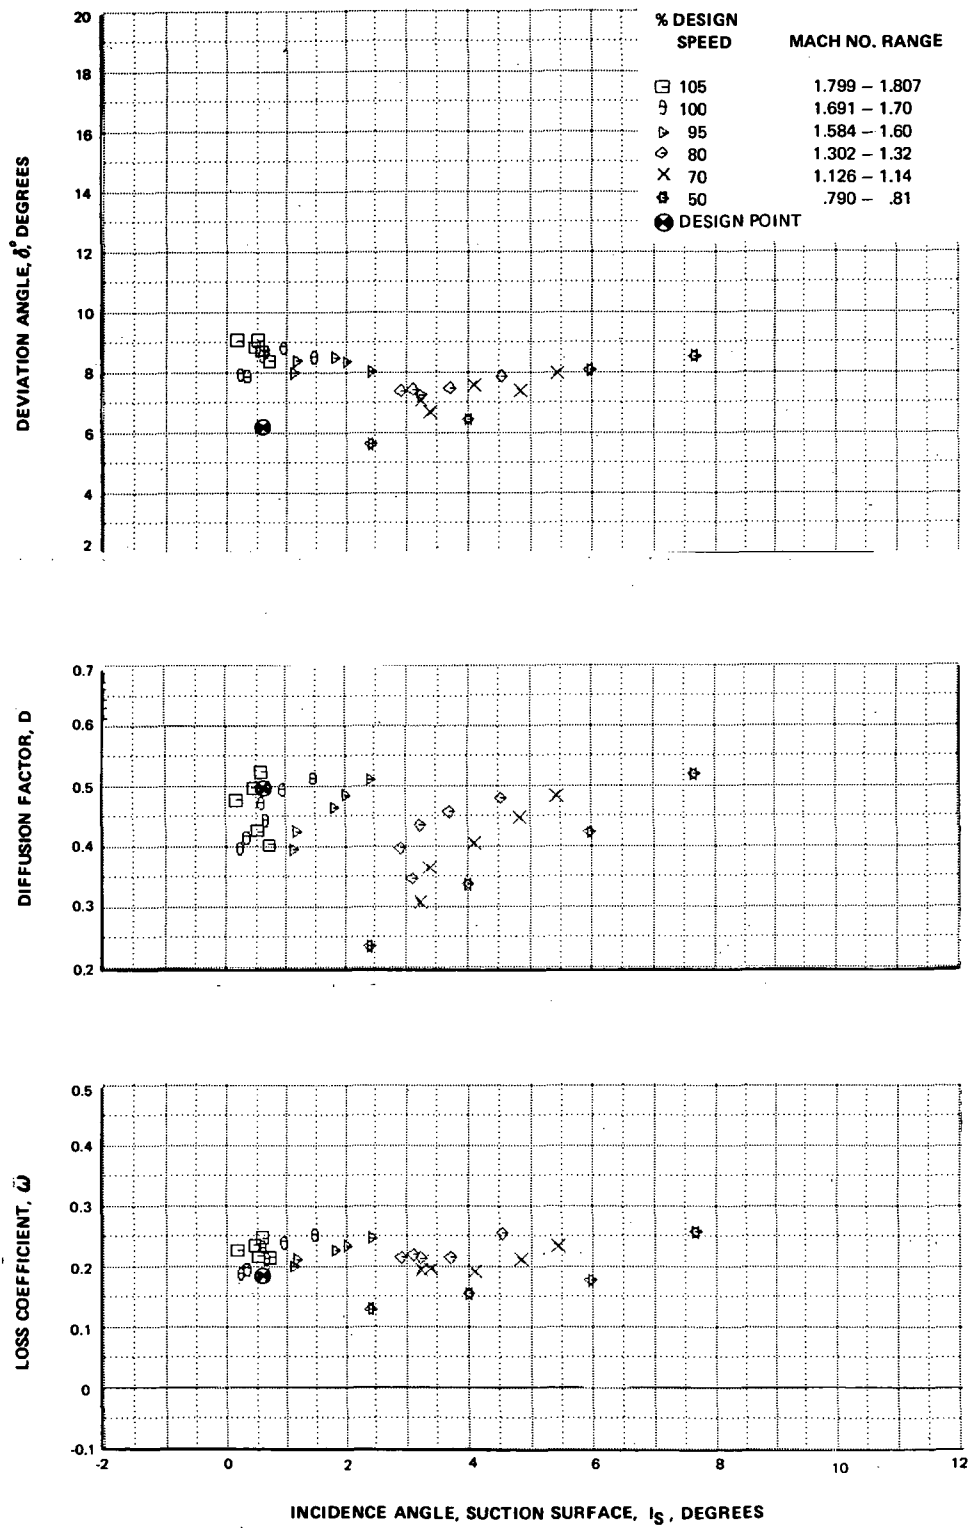 % DESIGN
SPEED MACH NO. RANGE
105 1.799 – 1.807
100 1.691 – 1.70
95 1.584 – 1.60
80 1.302 – 1.32
70 1.126 – 1.14
50 .790 – .81
DESIGN POINT
DEVIATION ANGLE, δ°, DEGREES
20
18
16
14
12
10
8
6
4
2
DIFFUSION FACTOR, D
0.7
0.6
0.5
0.4
0.3
0.2
LOSS COEFFICIENT, ω̄
0.5
0.4
0.3
0.2
0.1
0
-0.1
-2 0 2 4 6 8 10 12
INCIDENCE ANGLE, SUCTION SURFACE, IS , DEGREES